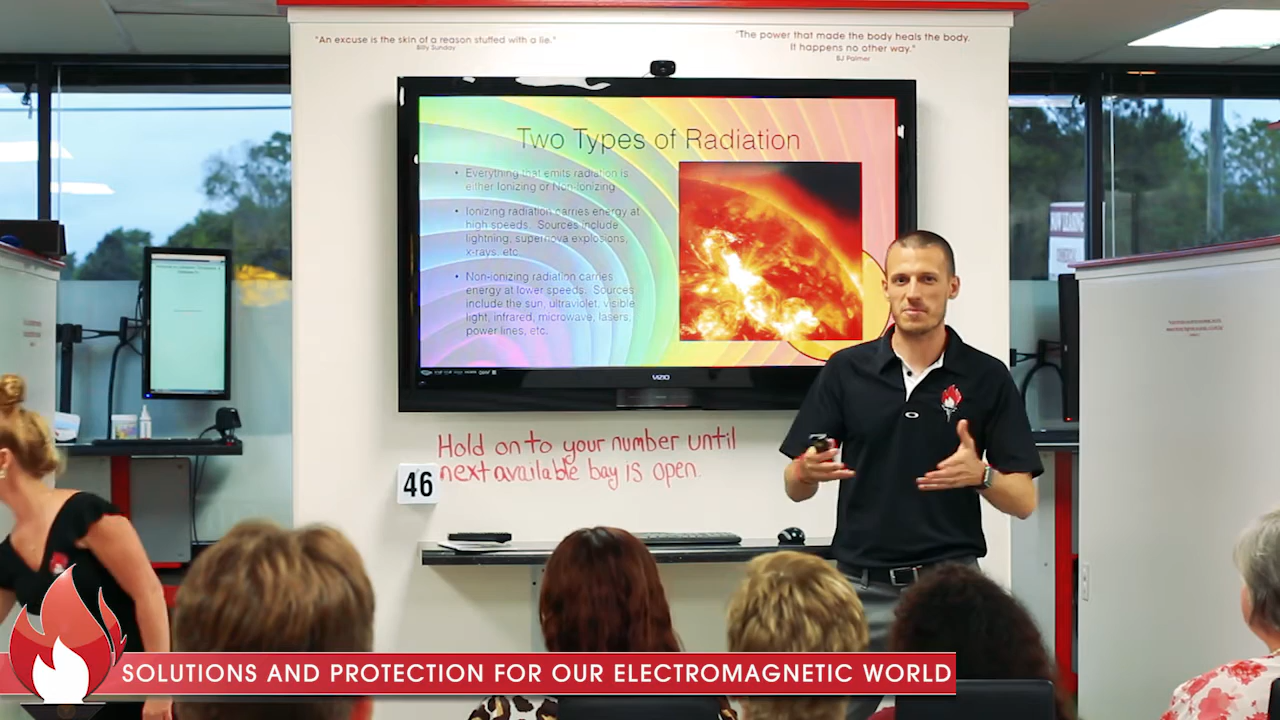 "An excuse is the skin of a reason stuffed with a lie."
Billy Sunday
"The power that made the body heals the body.
It happens no other way."
BJ Palmer
Two Types of Radiation
• Everything that emits radiation is
either Ionizing or Non-Ionizing
• Ionizing radiation carries energy at
high speeds. Sources include
lightning, supernova explosions,
x-rays, etc
• Non-ionizing radiation carries
energy at lower speeds. Sources
include the sun, ultraviolet, visible
light, infrared, microwave, lasers,
power lines, etc.
VIZIO
Hold on to your number until
next available bay is open.
46
SOLUTIONS AND PROTECTION FOR OUR ELECTROMAGNETIC WORLD